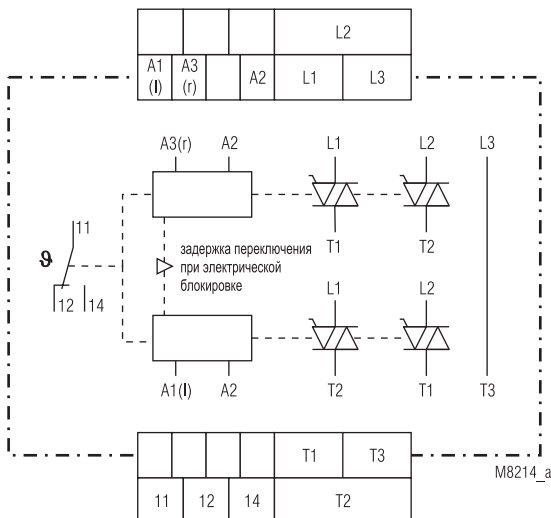 L2
A1 A3
(l) (r) A2 L1 L3
A3(r) A2 L1 L2 L3
T1 T2
11
ϑ
12 14
задержка переключения
при электрической
блокировке
L1 L2
A1(l) A2 T2 T1 T3
T1 T3
M8214_a
11 12 14 T2